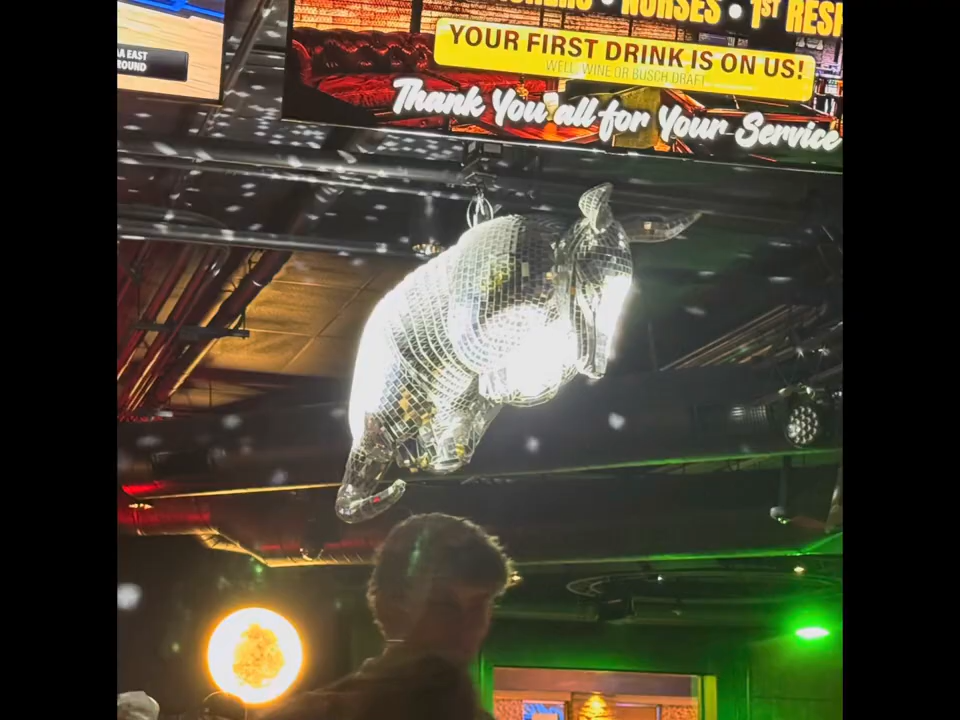 NURSES • 1ST
YOUR FIRST DRINK IS ON US!
WELL, WINE OR BUSCH DRAFT
Thank You all for Your Service
EAST
ROUND